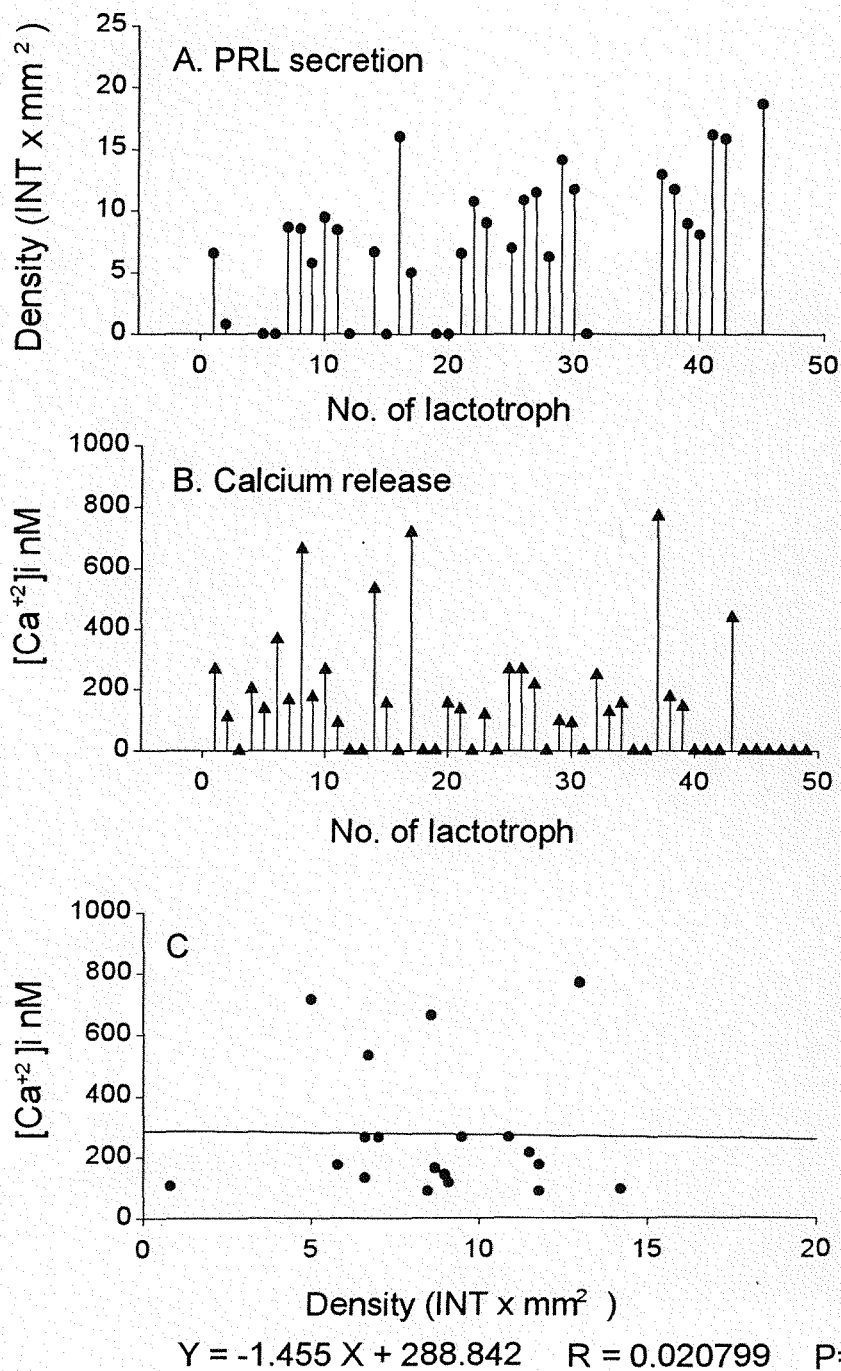 A. PRL secretion
Density (INT x mm²)
25
20
15
10
5
0
0 10 20 30 40 50
No. of lactotroph
B. Calcium release
[Ca⁺²]i nM
1000
800
600
400
200
0
0 10 20 30 40 50
No. of lactotroph
C
[Ca⁺²]i nM
1000
800
600
400
200
0
0 5 10 15 20
Density (INT x mm² )
Y = -1.455 X + 288.842 R = 0.020799 P=